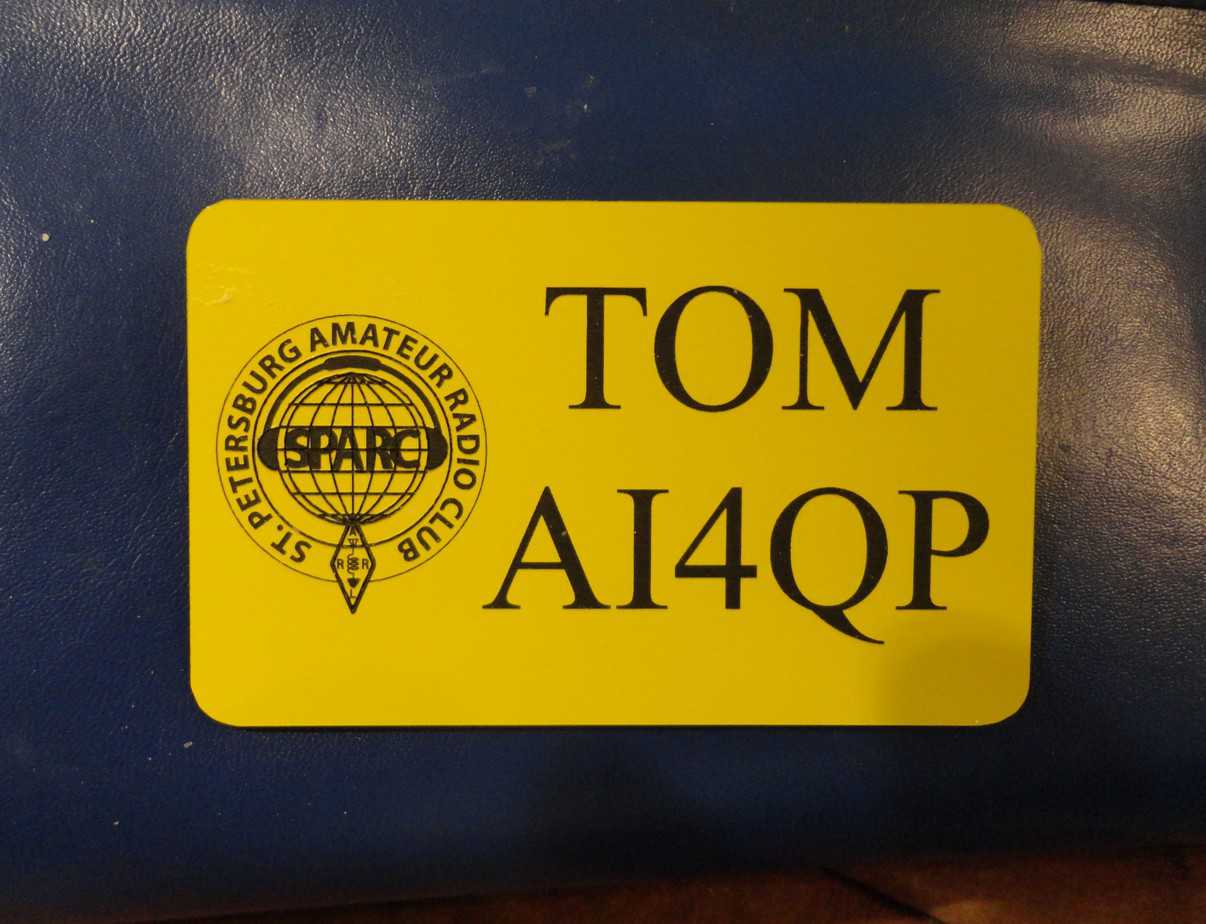 ST. PETERSBURG AMATEUR RADIO CLUB
SPARC
A
R R
L
TOM
AI4QP